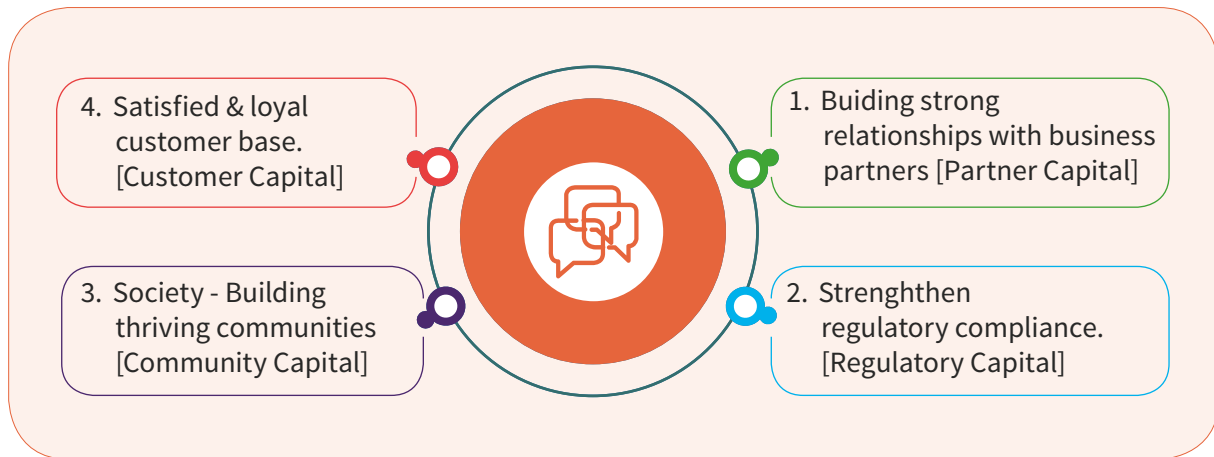 4. Satisfied & loyal
customer base.
[Customer Capital]
1. Buiding strong
relationships with business
partners [Partner Capital]
3. Society - Building
thriving communities
[Community Capital]
2. Strenghthen
regulatory compliance.
[Regulatory Capital]